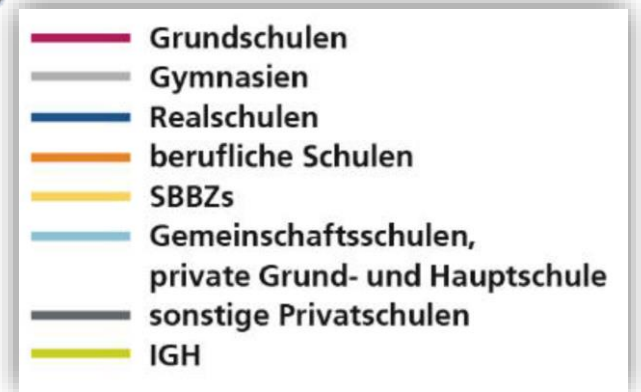 Grundschulen
Gymnasien
Realschulen
berufliche Schulen
SBBZs
Gemeinschaftsschulen,
private Grund- und Hauptschule
sonstige Privatschulen
IGH